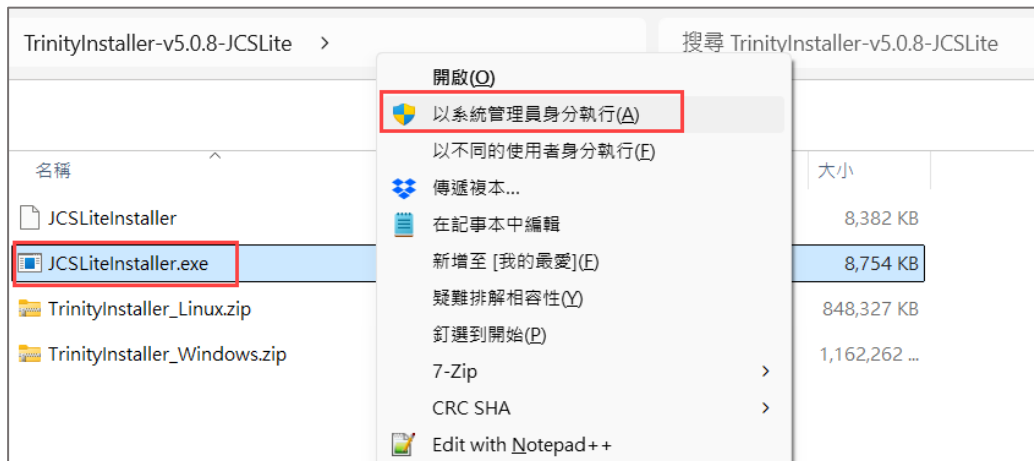 TrinityInstaller-v5.0.8-JCSLite >
搜尋 TrinityInstaller-v5.0.8-JCSLite
開啟(O)
以系統管理員身分執行(A)
以不同的使用者身分執行(F)
傳遞複本...
在記事本中編輯
新增至 [我的最愛](F)
疑難排解相容性(Y)
釘選到開始(P)
7-Zip >
CRC SHA >
Edit with Notepad++
名稱 大小
JCSLiteInstaller 8,382 KB
JCSLiteInstaller.exe 8,754 KB
TrinityInstaller_Linux.zip 848,327 KB
TrinityInstaller_Windows.zip 1,162,262 ...